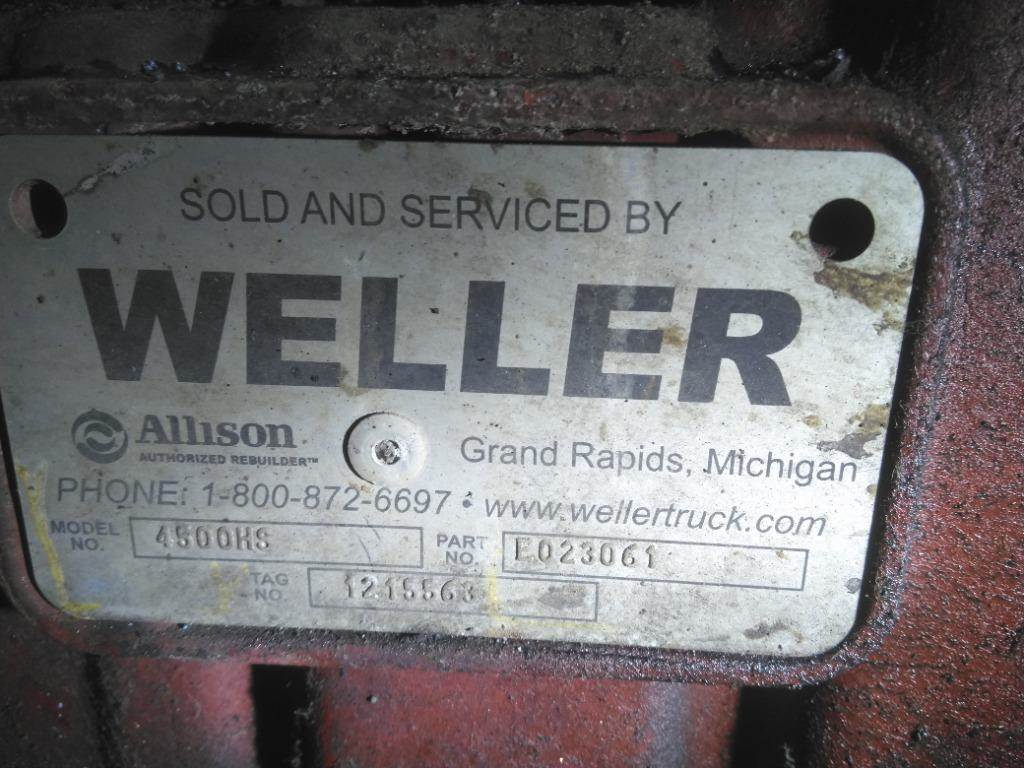 SOLD AND SERVICED BY
WELLER
Allison
AUTHORIZED REBUILDER™
Grand Rapids, Michigan
PHONE: 1-800-872-6697 • www.wellertruck.com
MODEL NO. 4500HS PART NO. E023061
TAG NO. 1215563